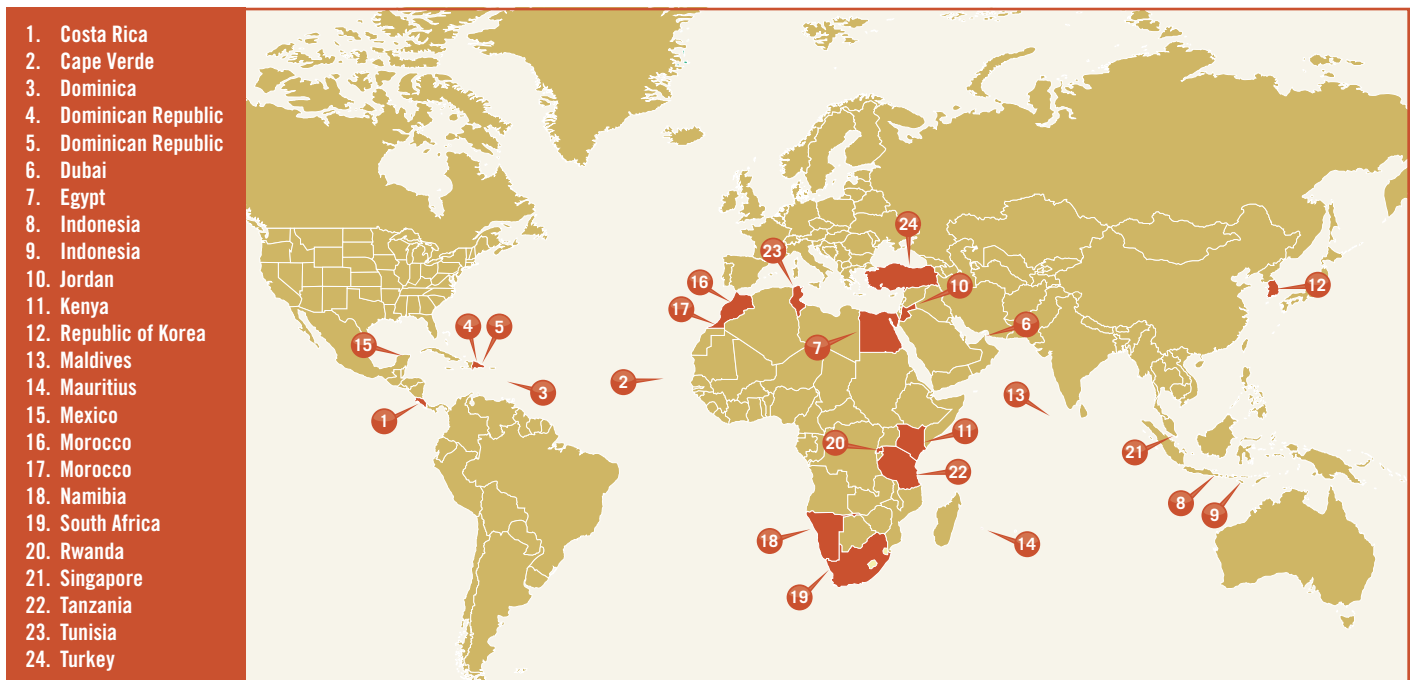 1. Costa Rica
2. Cape Verde
3. Dominica
4. Dominican Republic
5. Dominican Republic
6. Dubai
7. Egypt
8. Indonesia
9. Indonesia
10. Jordan
11. Kenya
12. Republic of Korea
13. Maldives
14. Mauritius
15. Mexico
16. Morocco
17. Morocco
18. Namibia
19. South Africa
20. Rwanda
21. Singapore
22. Tanzania
23. Tunisia
24. Turkey
24
23
16
10
12
17
4
5
6
15
7
2
3
13
1
11
20
21
22
8
9
18
14
19